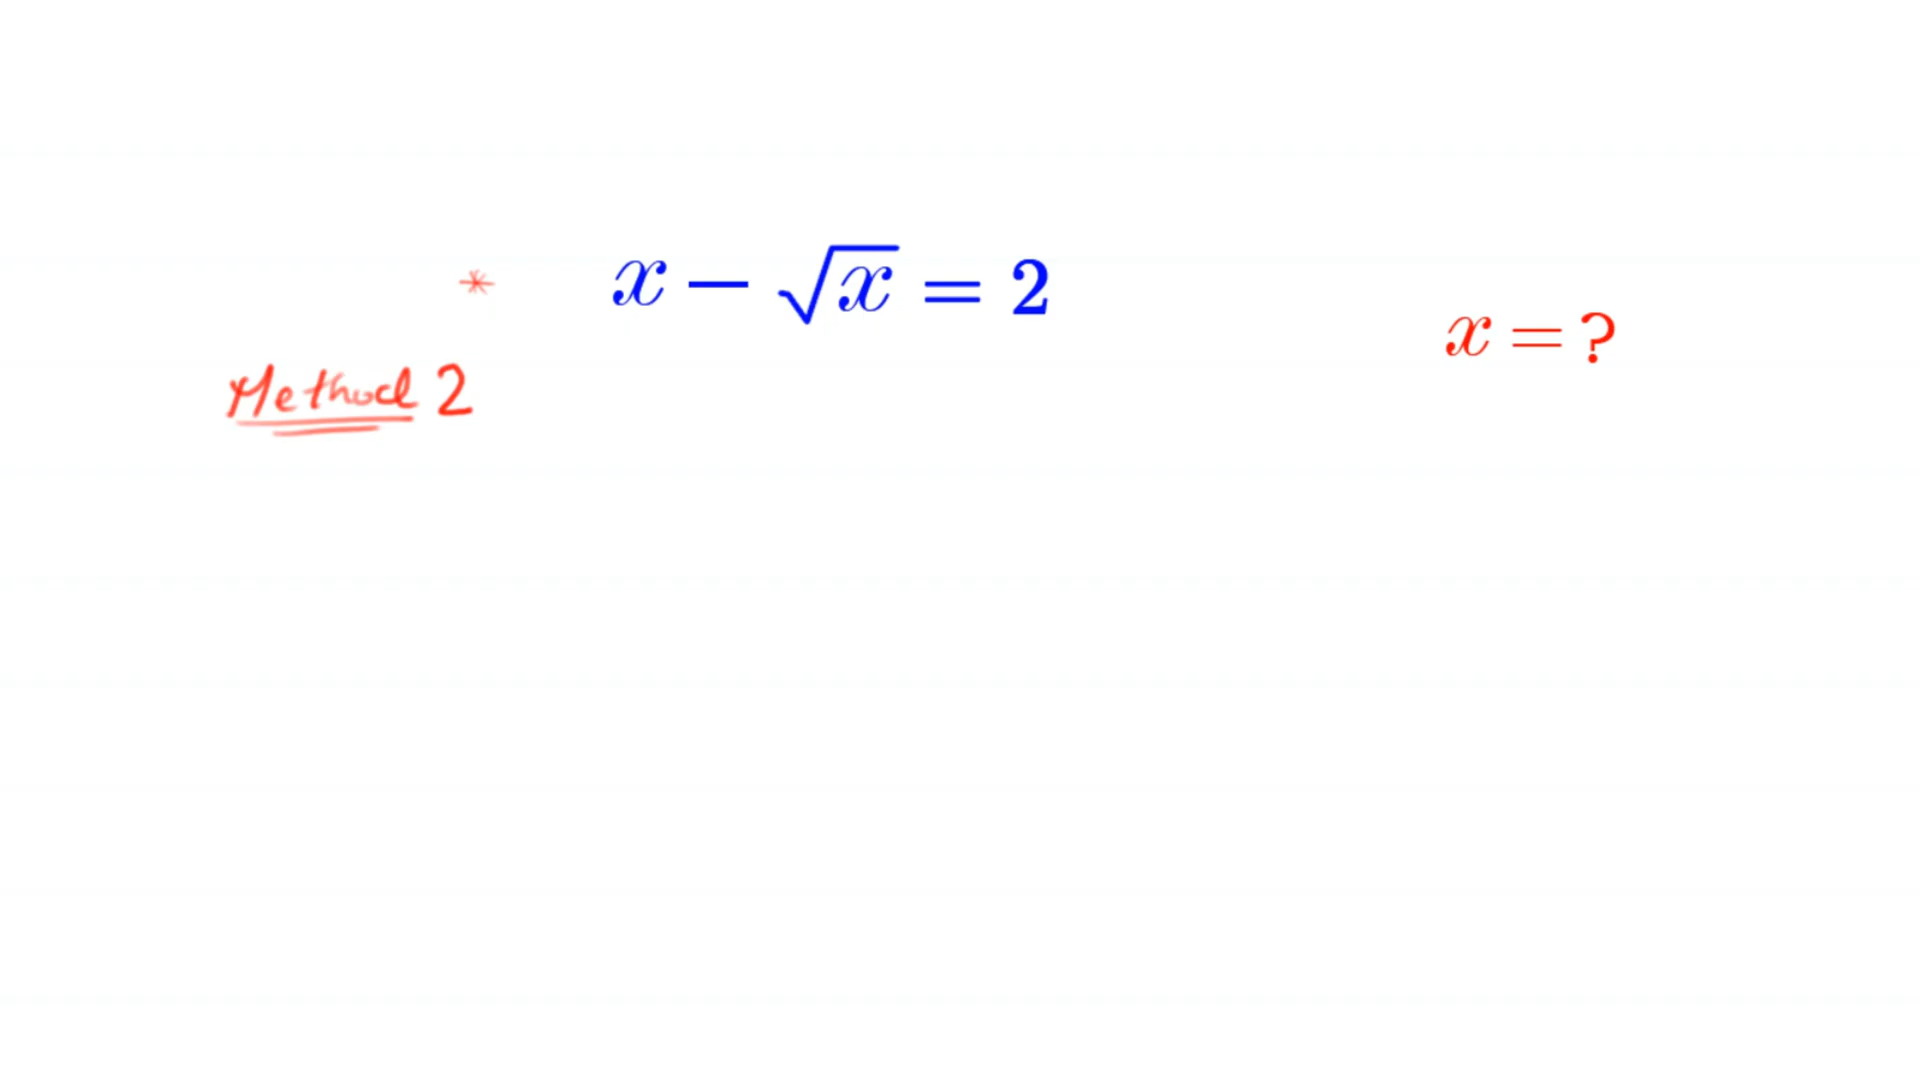 * x − √x = 2
x = ?
Method 2